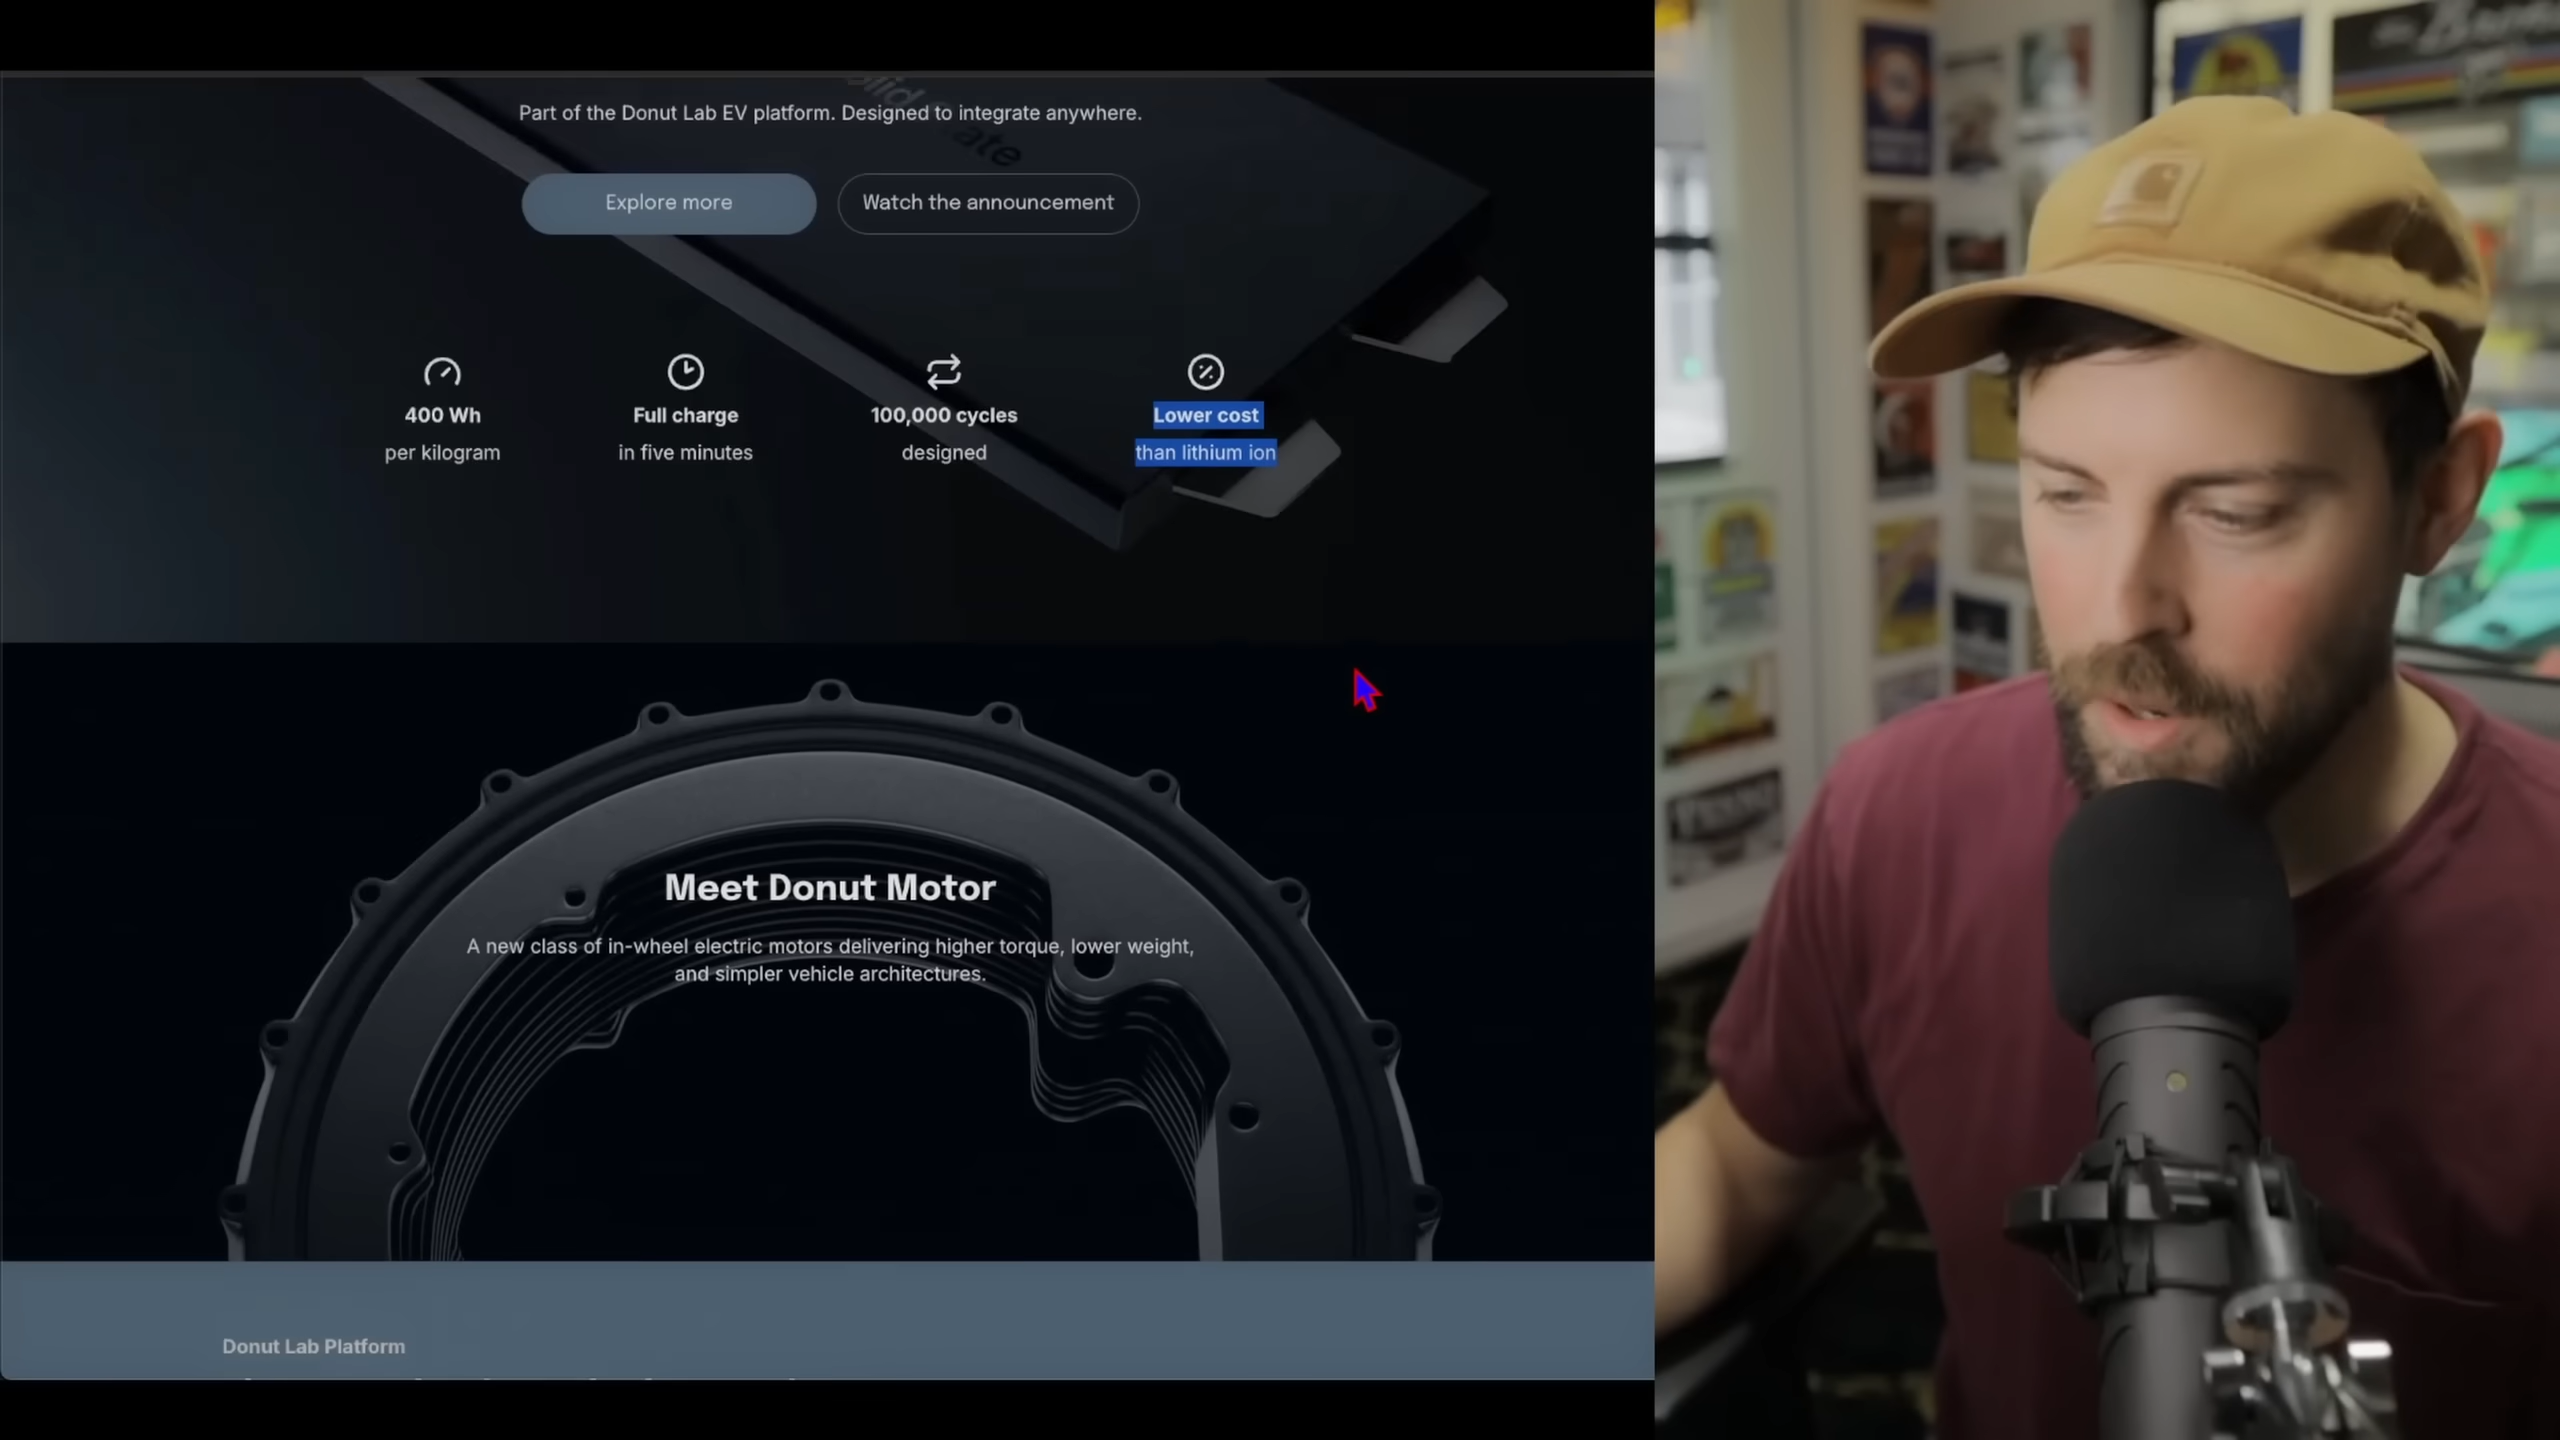 Part of the Donut Lab EV platform. Designed to integrate anywhere.
Explore more
Watch the announcement
400 Wh
per kilogram
Full charge
in five minutes
100,000 cycles
designed
Lower cost
than lithium ion
Meet Donut Motor
A new class of in-wheel electric motors delivering higher torque, lower weight,
and simpler vehicle architectures.
Donut Lab Platform